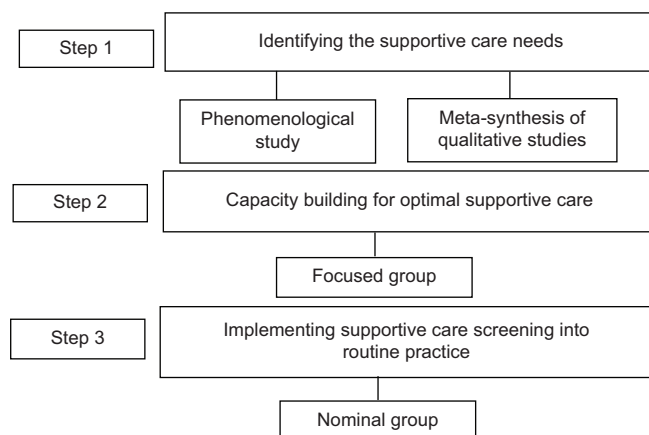 Step 1
Identifying the supportive care needs
Phenomenological
study
Meta-synthesis of
qualitative studies
Step 2
Capacity building for optimal supportive care
Focused group
Step 3
Implementing supportive care screening into
routine practice
Nominal group